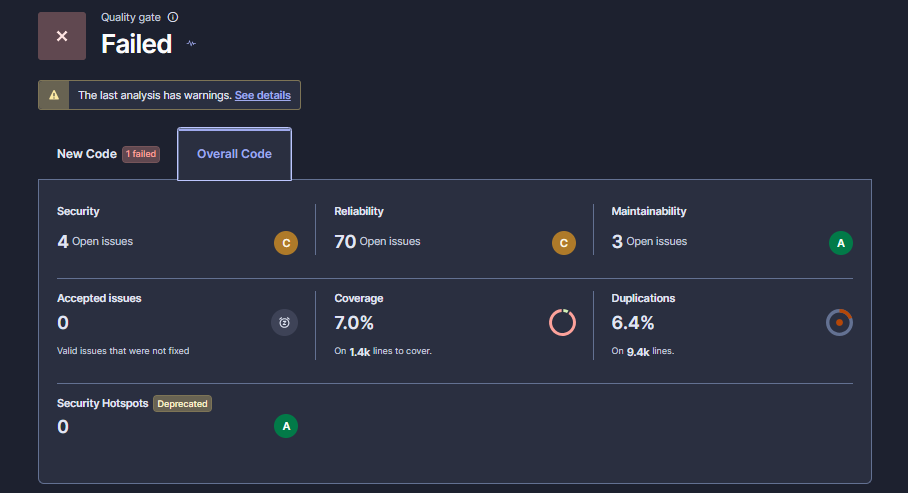 Quality gate
Failed
The last analysis has warnings. See details
New Code 1 failed
Overall Code
Security
4 Open issues
C
Reliability
70 Open issues
C
Maintainability
3 Open issues
A
Accepted issues
0
Valid issues that were not fixed
Coverage
7.0%
On 1.4k lines to cover.
Duplications
6.4%
On 9.4k lines.
Security Hotspots Deprecated
0
A